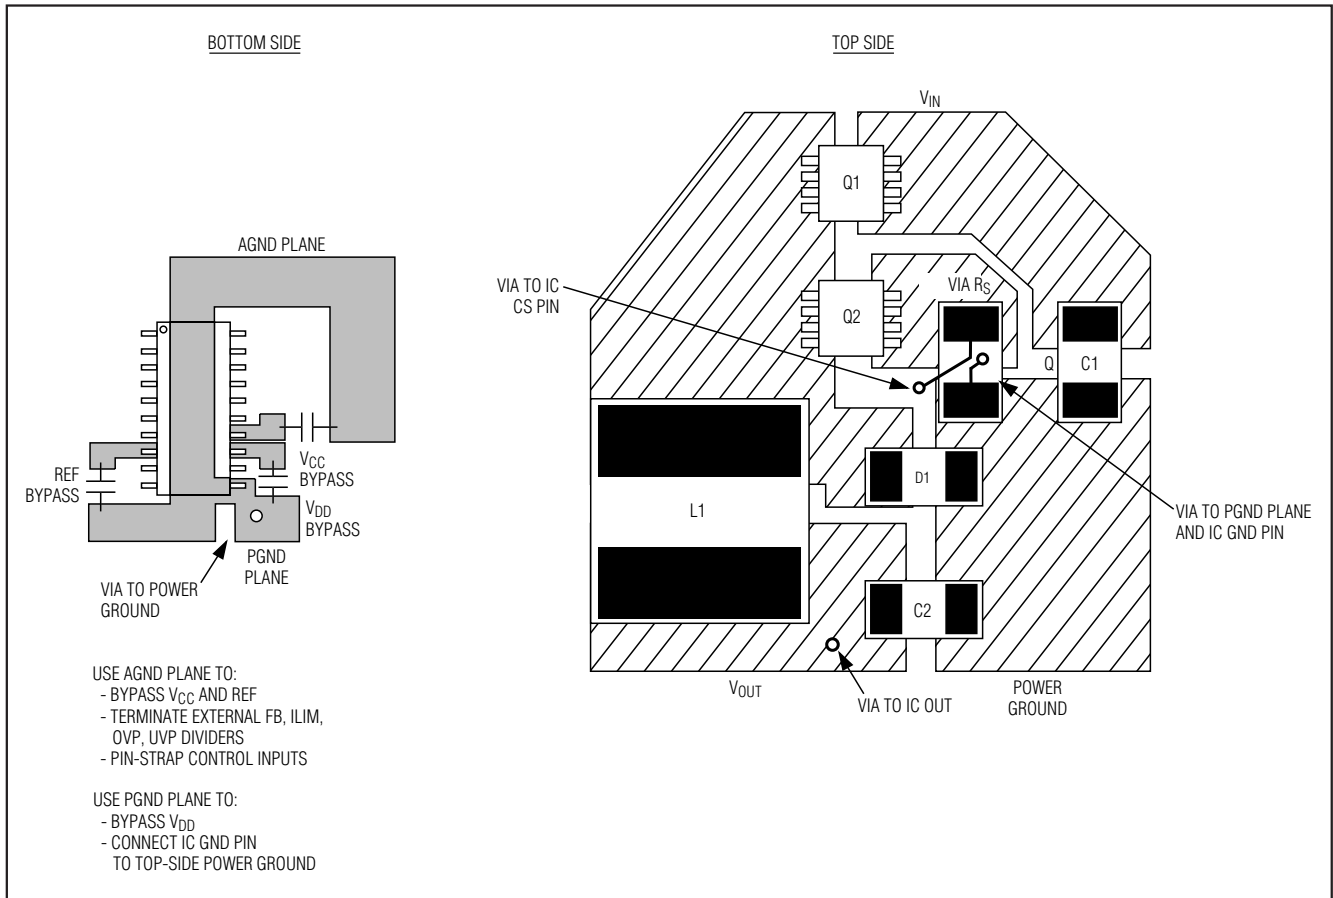 BOTTOM SIDE
TOP SIDE
VIN
Q1
AGND PLANE
VIA TO IC
CS PIN
VIA RS
Q2
Q
C1
REF
BYPASS
VCC
BYPASS
VDD
BYPASS
PGND
PLANE
VIA TO POWER
GROUND
L1
D1
VIA TO PGND PLANE
AND IC GND PIN
C2
VOUT
VIA TO IC OUT
POWER
GROUND
USE AGND PLANE TO:
- BYPASS VCC AND REF
- TERMINATE EXTERNAL FB, ILIM,
OVP, UVP DIVIDERS
- PIN-STRAP CONTROL INPUTS
USE PGND PLANE TO:
- BYPASS VDD
- CONNECT IC GND PIN
TO TOP-SIDE POWER GROUND